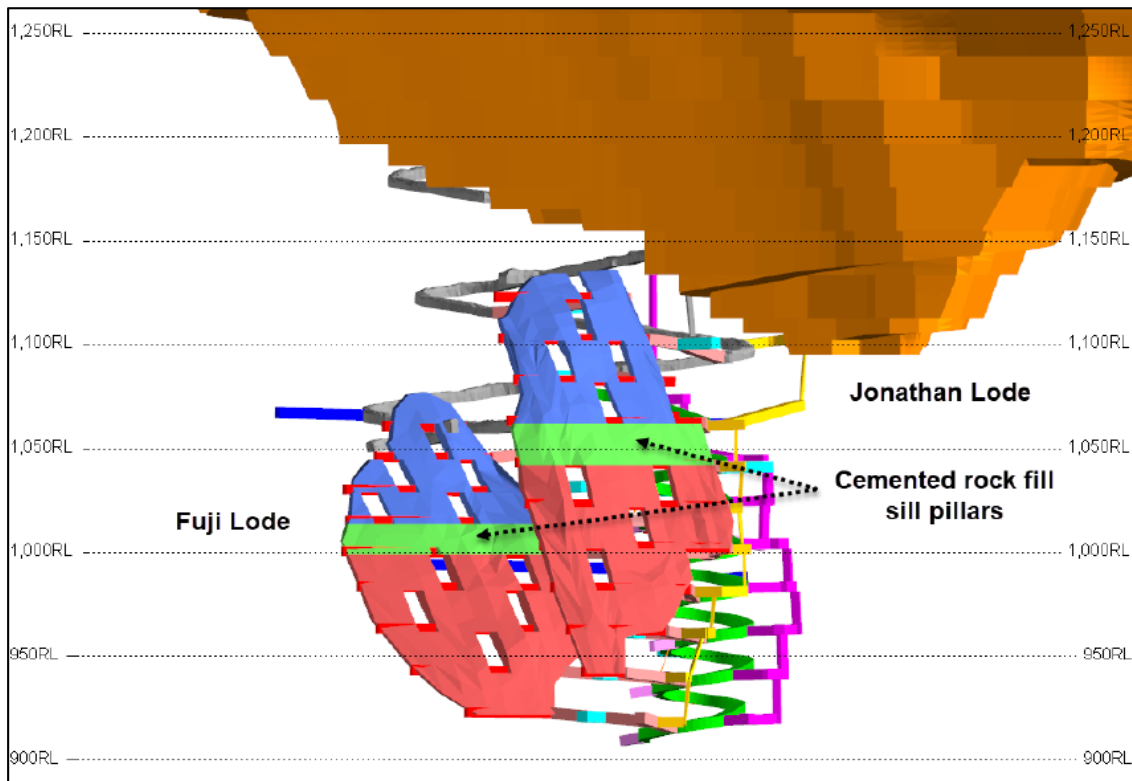 1,250RL 1,250RL
1,200RL 1,200RL
1,150RL 1,150RL
1,100RL 1,100RL
Jonathan Lode
1,050RL 1,050RL
Cemented rock fill
sill pillars
Fuji Lode
1,000RL 1,000RL
950RL 950RL
900RL 900RL